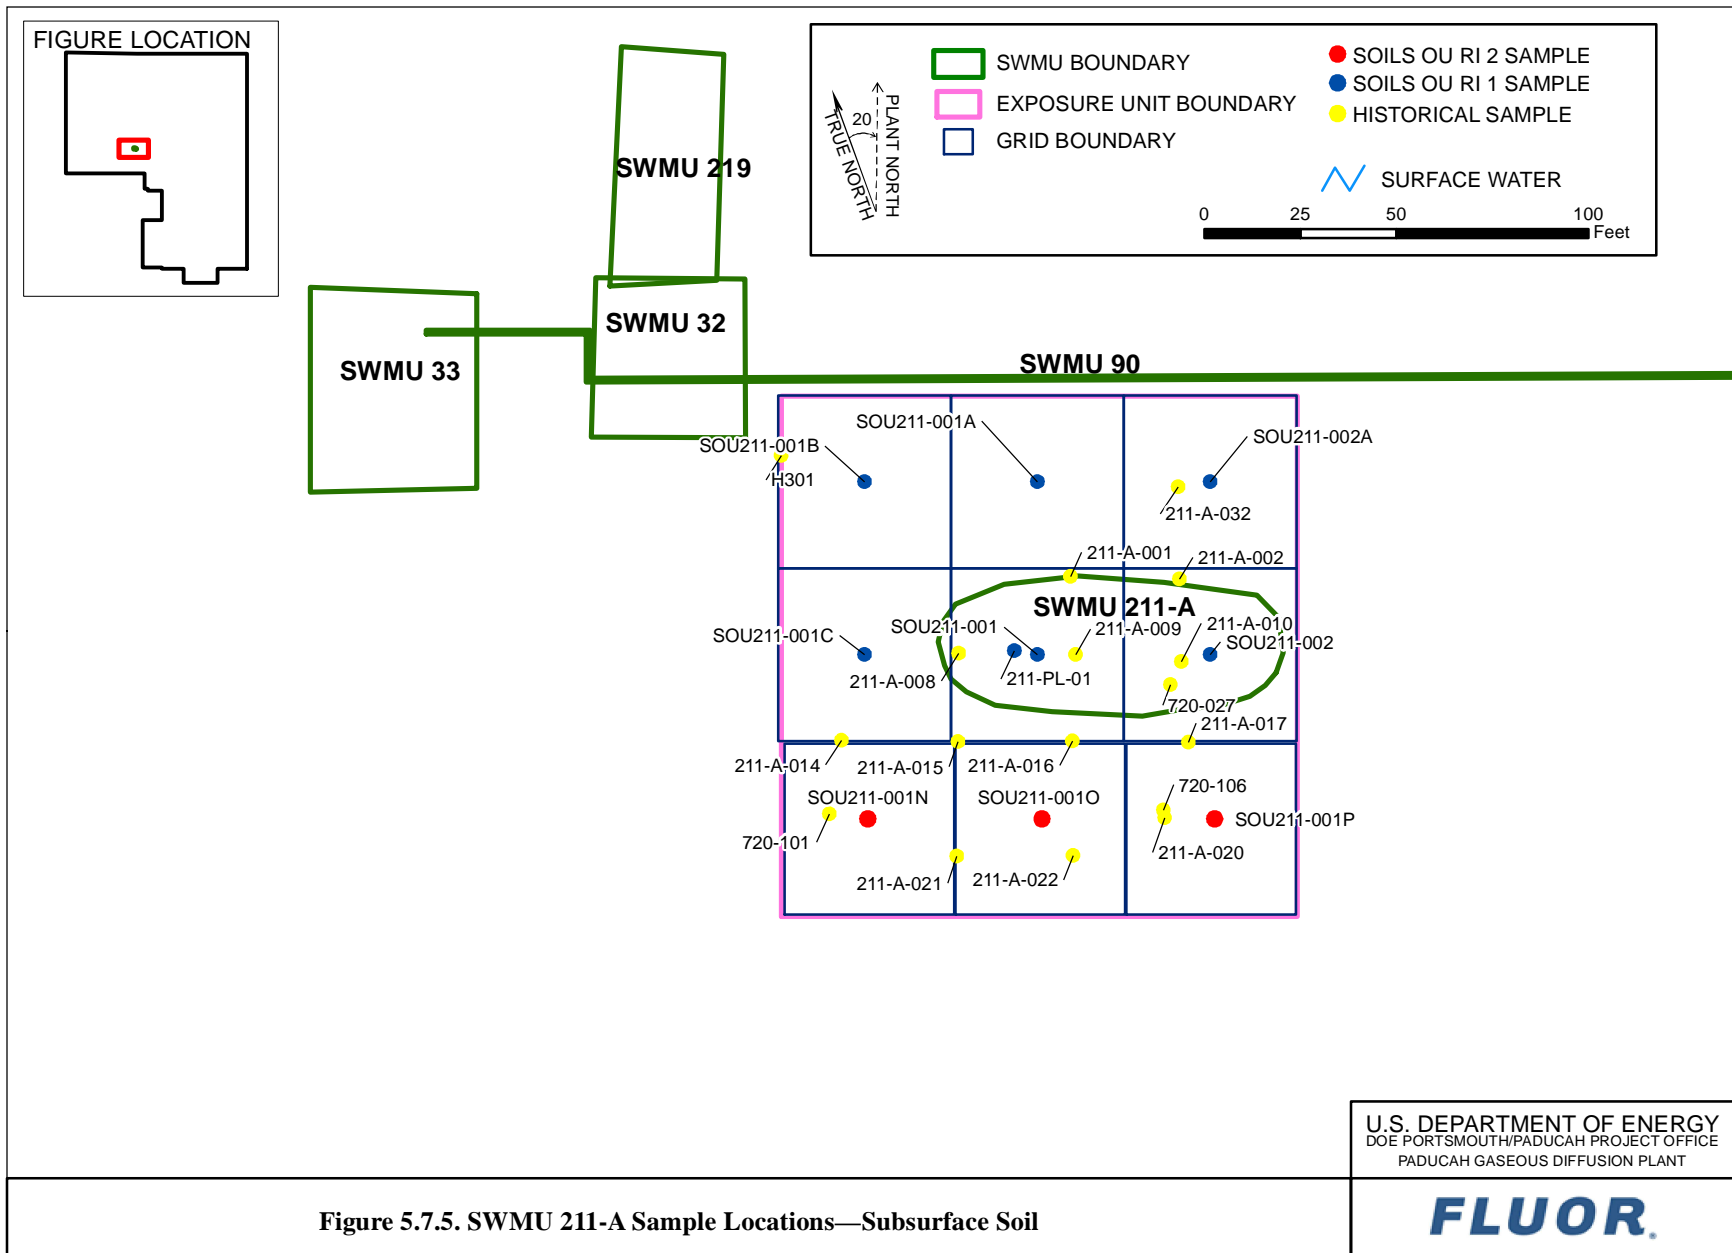 FIGURE LOCATION
SWMU BOUNDARY
EXPOSURE UNIT BOUNDARY
GRID BOUNDARY
SOILS OU RI 2 SAMPLE
SOILS OU RI 1 SAMPLE
HISTORICAL SAMPLE
SURFACE WATER
20
TRUE NORTH
PLANT NORTH
0 25 50 100
Feet
SWMU 219
SWMU 32
SWMU 33
SWMU 90
SOU211-001A
SOU211-001B
SOU211-002A
H301
211-A-032
211-A-001
211-A-002
SWMU 211-A
SOU211-001C
SOU211-001
211-A-009
211-A-010
SOU211-002
211-A-008
211-PL-01
720-027
211-A-017
211-A-014
211-A-015
211-A-016
SOU211-001N
SOU211-001O
720-106
SOU211-001P
720-101
211-A-020
211-A-021
211-A-022
U.S. DEPARTMENT OF ENERGY
DOE PORTSMOUTH/PADUCAH PROJECT OFFICE
PADUCAH GASEOUS DIFFUSION PLANT
Figure 5.7.5. SWMU 211-A Sample Locations—Subsurface Soil
FLUOR.